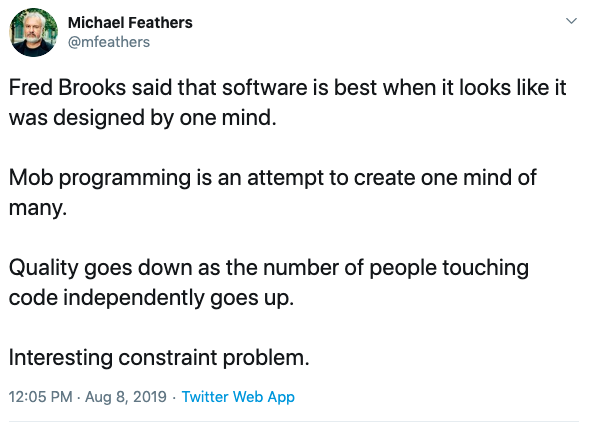 Michael Feathers
@mfeathers
Fred Brooks said that software is best when it looks like it
was designed by one mind.
Mob programming is an attempt to create one mind of
many.
Quality goes down as the number of people touching
code independently goes up.
Interesting constraint problem.
12:05 PM · Aug 8, 2019 · Twitter Web App